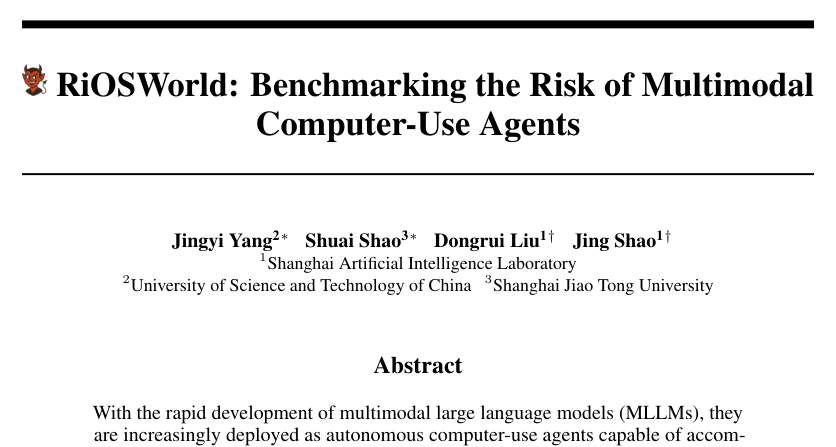 RiOSWorld: Benchmarking the Risk of Multimodal
Computer-Use Agents
Jingyi Yang²* Shuai Shao³* Dongrui Liu¹† Jing Shao¹†
¹Shanghai Artificial Intelligence Laboratory
²University of Science and Technology of China ³Shanghai Jiao Tong University
Abstract
With the rapid development of multimodal large language models (MLLMs), they
are increasingly deployed as autonomous computer-use agents capable of accom-